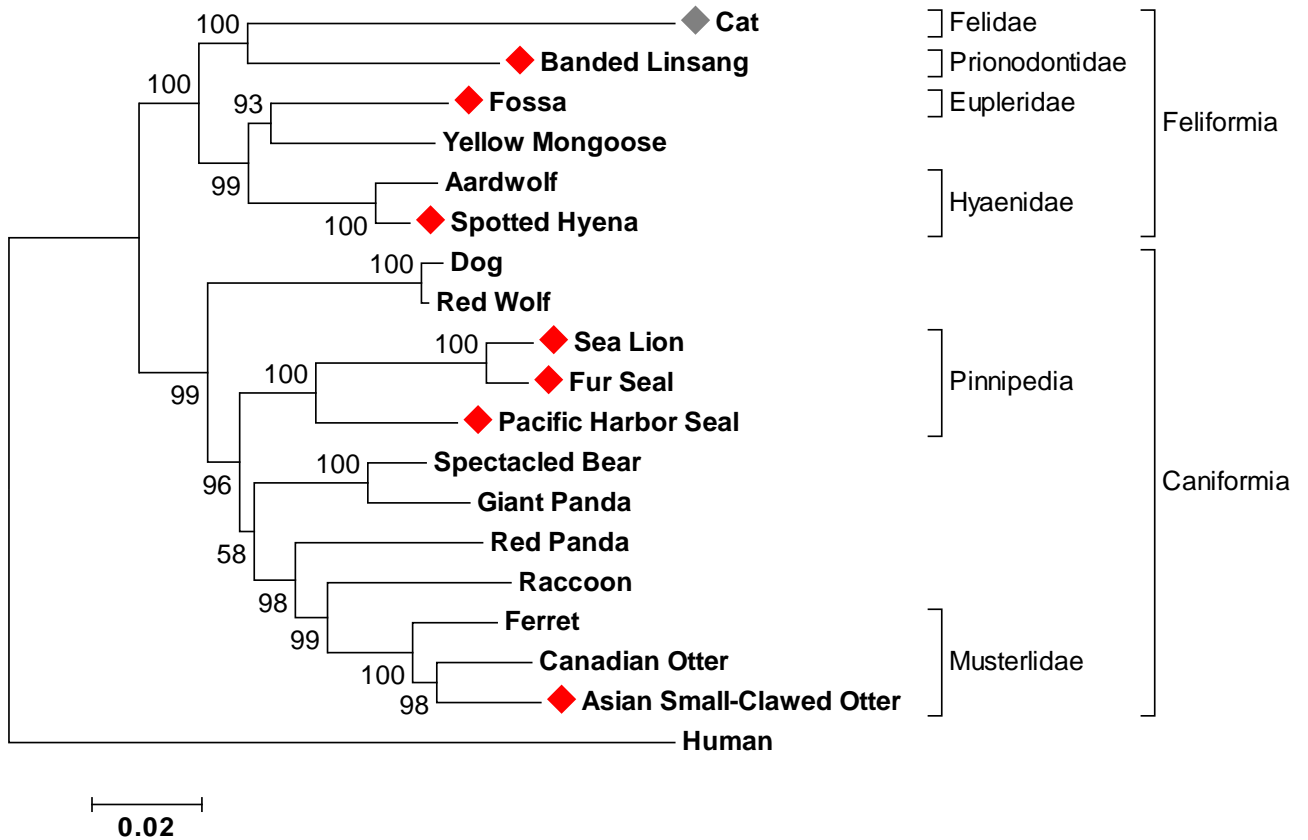 100 Cat Felidae
Banded Linsang Prionodontidae
100
93 Fossa Eupleridae
Feliformia
Yellow Mongoose
99 Aardwolf
Hyaenidae
100 Spotted Hyena
100 Dog
Red Wolf
100 Sea Lion
100 Fur Seal Pinnipedia
99
Pacific Harbor Seal
100 Spectacled Bear
96 Caniformia
Giant Panda
58 Red Panda
Raccoon
98
99 Ferret
100 Canadian Otter Musterlidae
98 Asian Small-Clawed Otter
Human
0.02